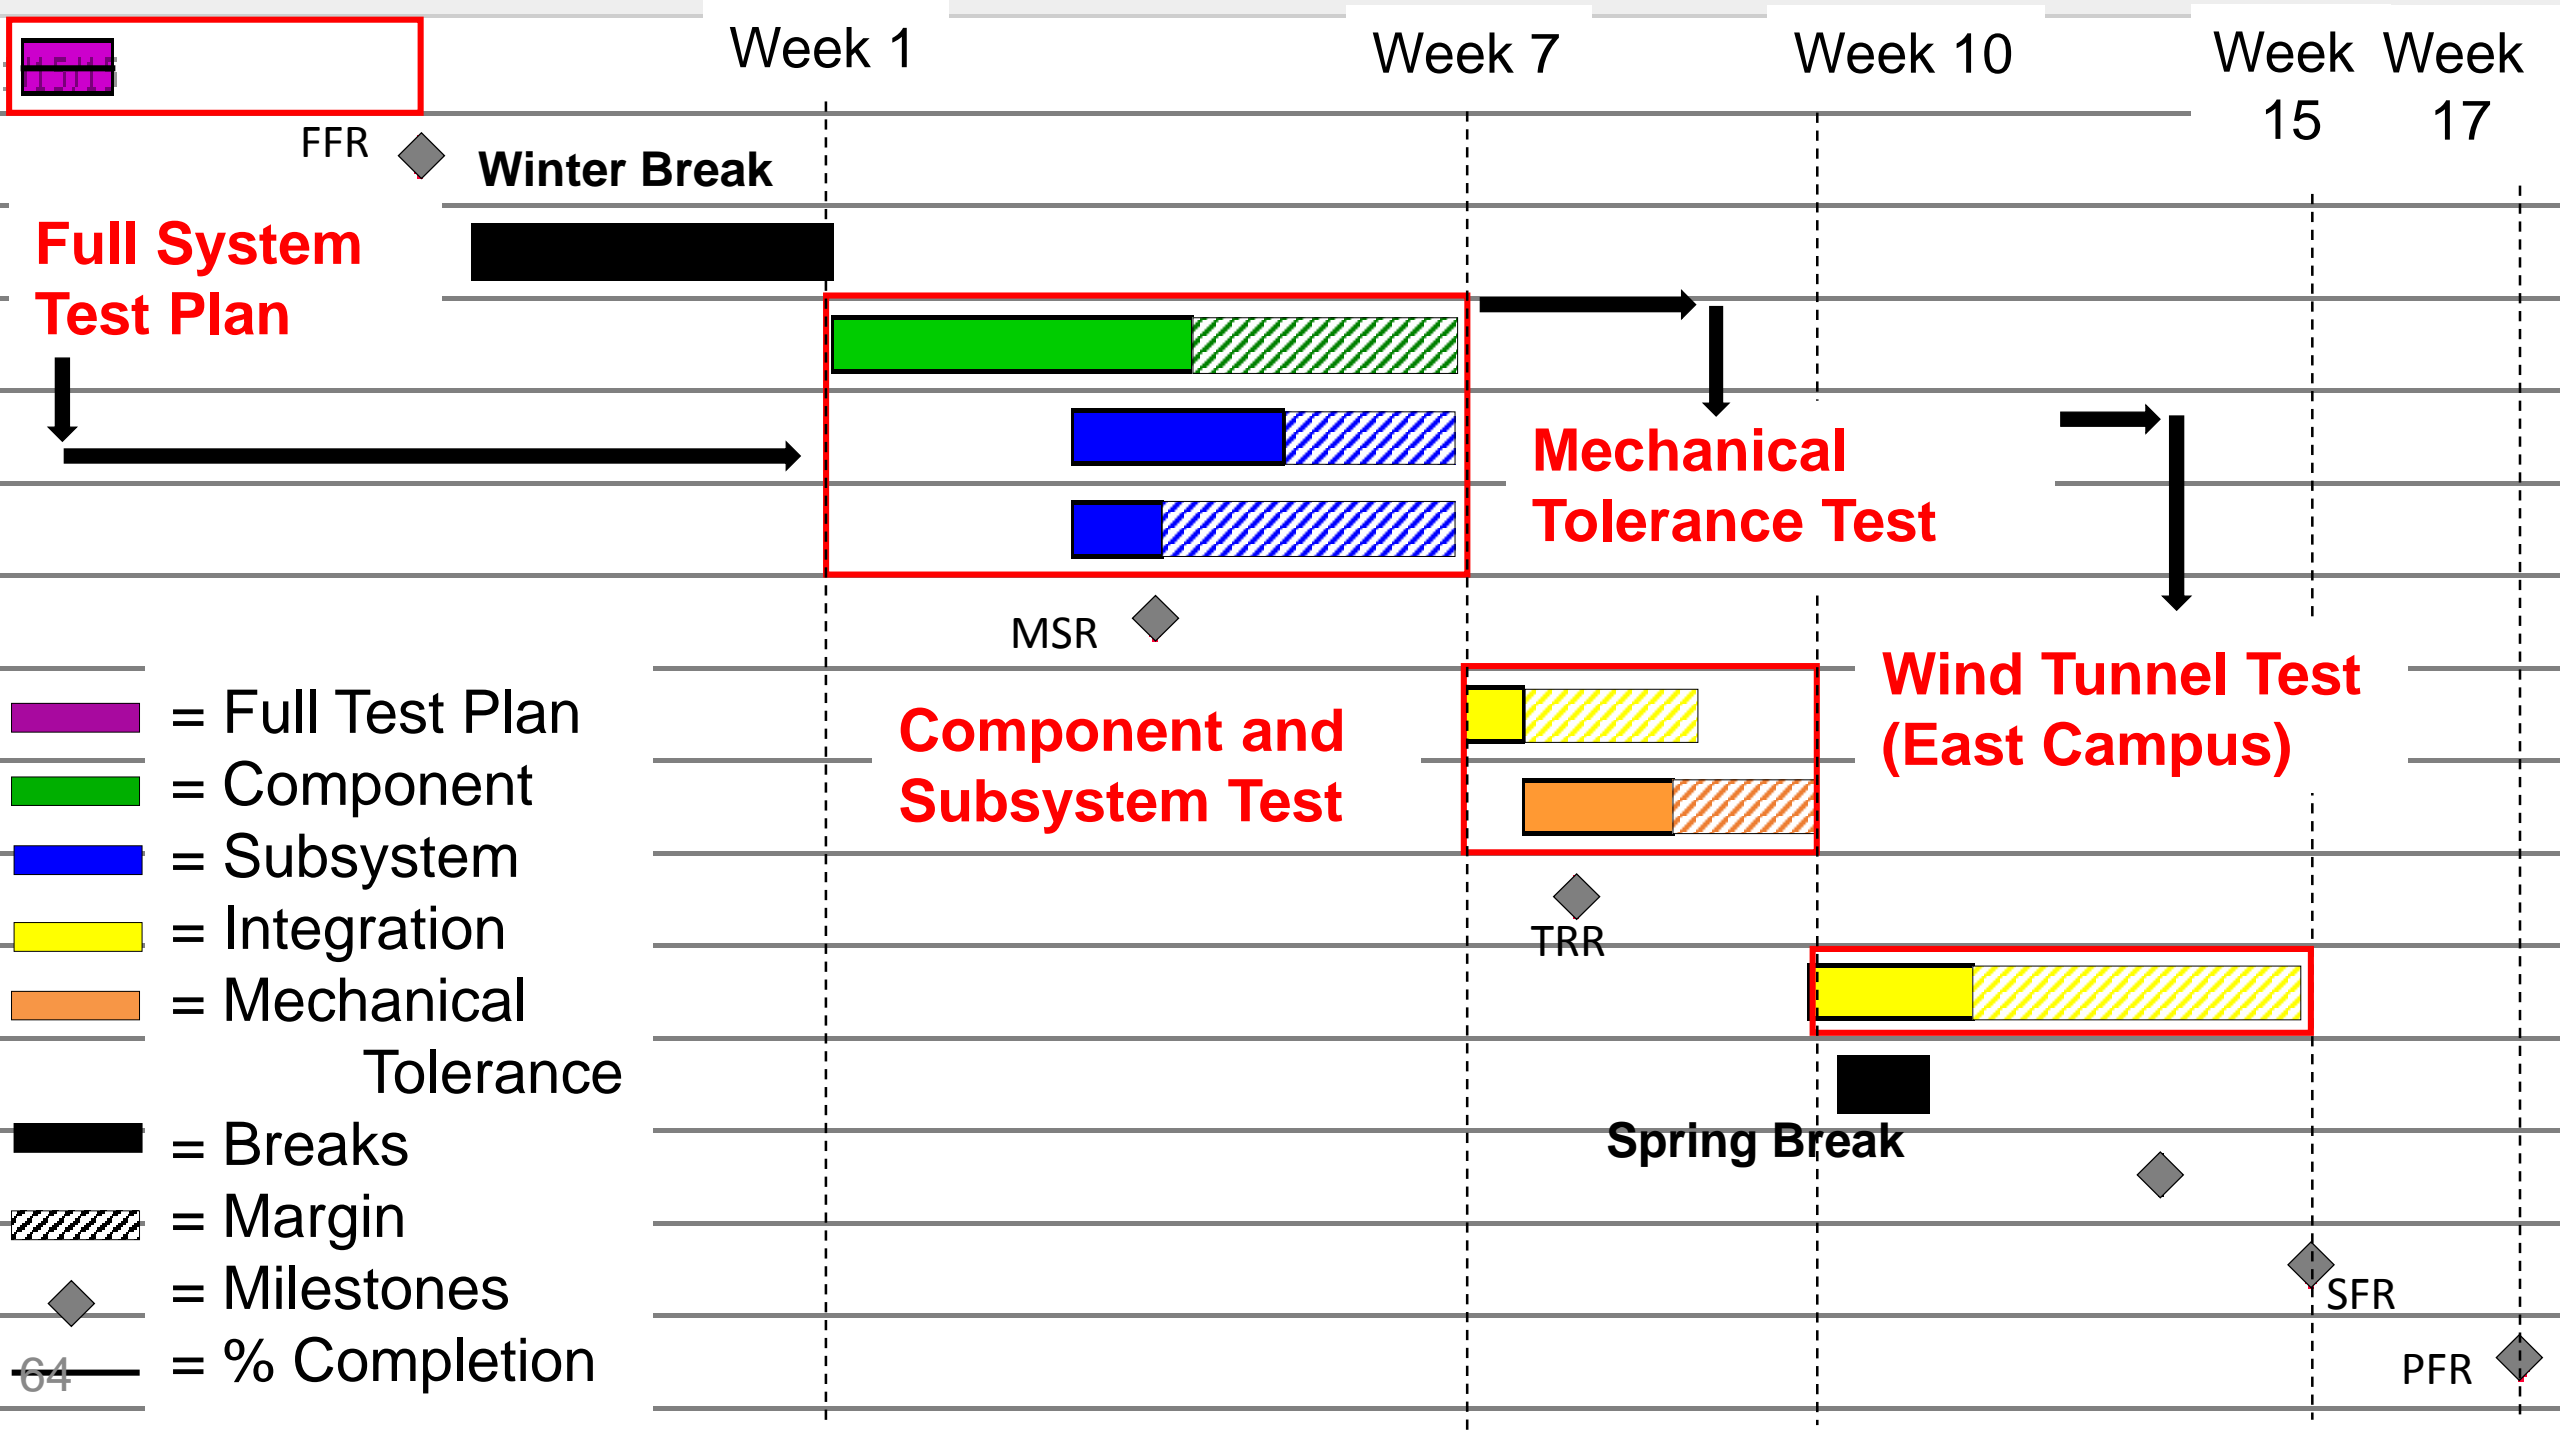 Week 1
Week 7
Week 10
Week
15
Week
17
FFR
Winter Break
Full System
Test Plan
Mechanical
Tolerance Test
MSR
Wind Tunnel Test
(East Campus)
Component and
Subsystem Test
= Full Test Plan
= Component
= Subsystem
= Integration
= Mechanical
Tolerance
= Breaks
= Margin
= Milestones
= % Completion
TRR
Spring Break
SFR
PFR
64